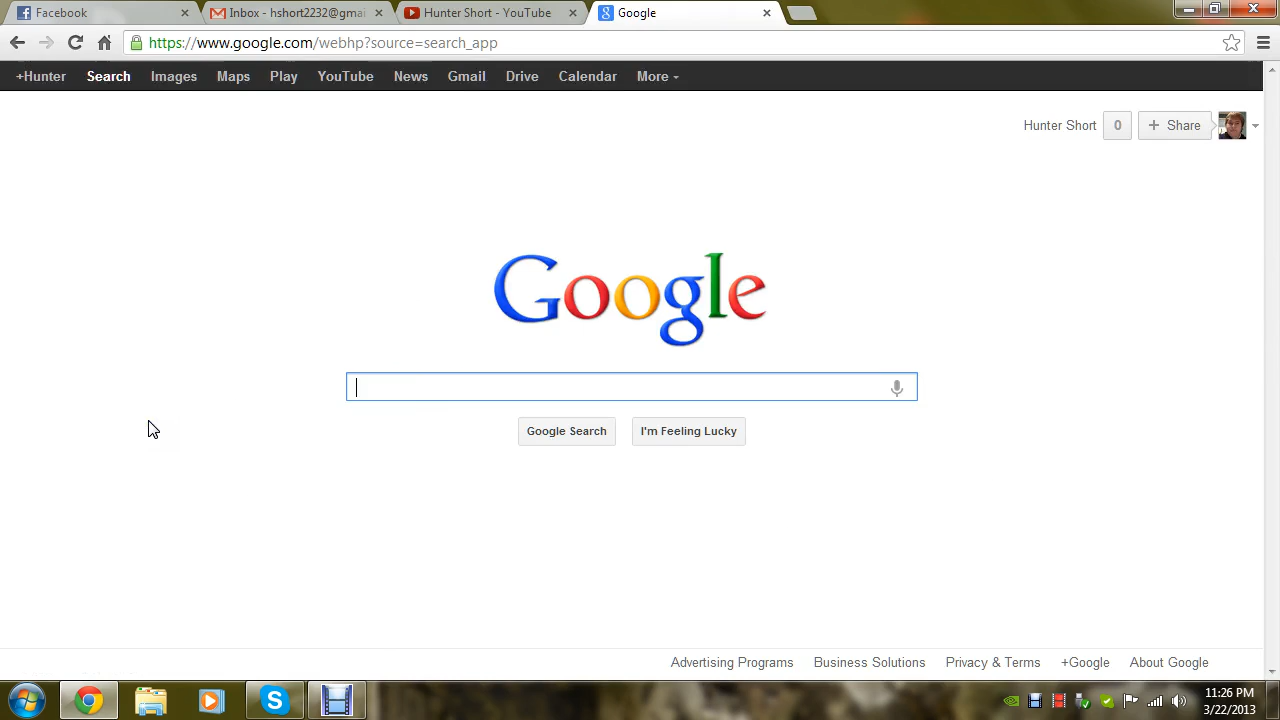 Facebook
Inbox - hshort2232@gmai
Hunter Short - YouTube
Google
https://www.google.com/webhp?source=search_app
+Hunter Search Images Maps Play YouTube News Gmail Drive Calendar More
Hunter Short 0 + Share
Google
Google Search I'm Feeling Lucky
Advertising Programs Business Solutions Privacy & Terms +Google About Google
11:26 PM
3/22/2013